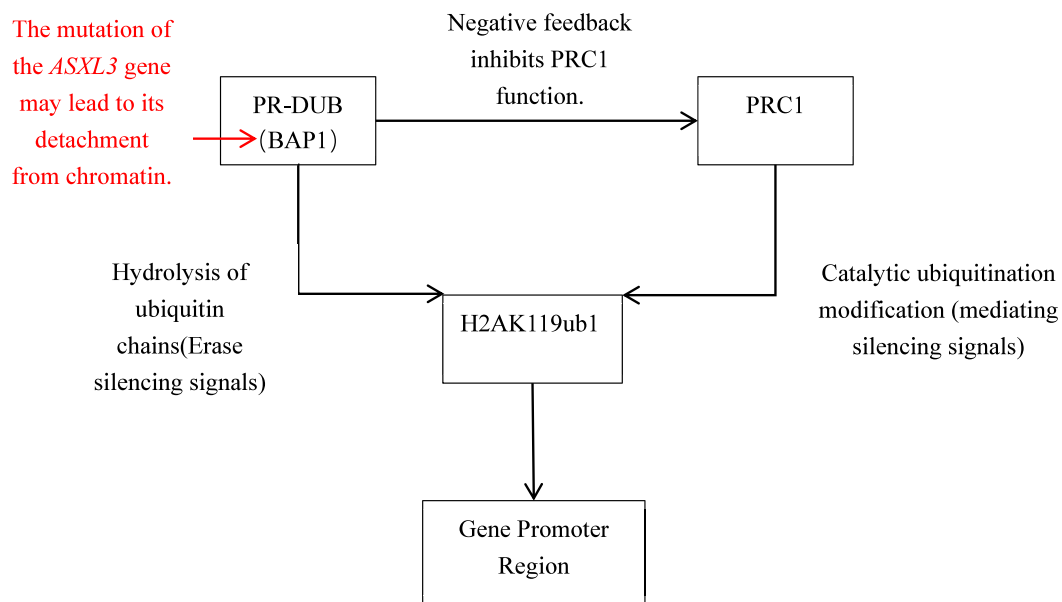 The mutation of
the ASXL3 gene
may lead to its
detachment
from chromatin.
Negative feedback
inhibits PRC1
function.
PR-DUB
（BAP1）
PRC1
Hydrolysis of
ubiquitin
chains(Erase
silencing signals)
H2AK119ub1
Catalytic ubiquitination
modification (mediating
silencing signals)
Gene Promoter
Region